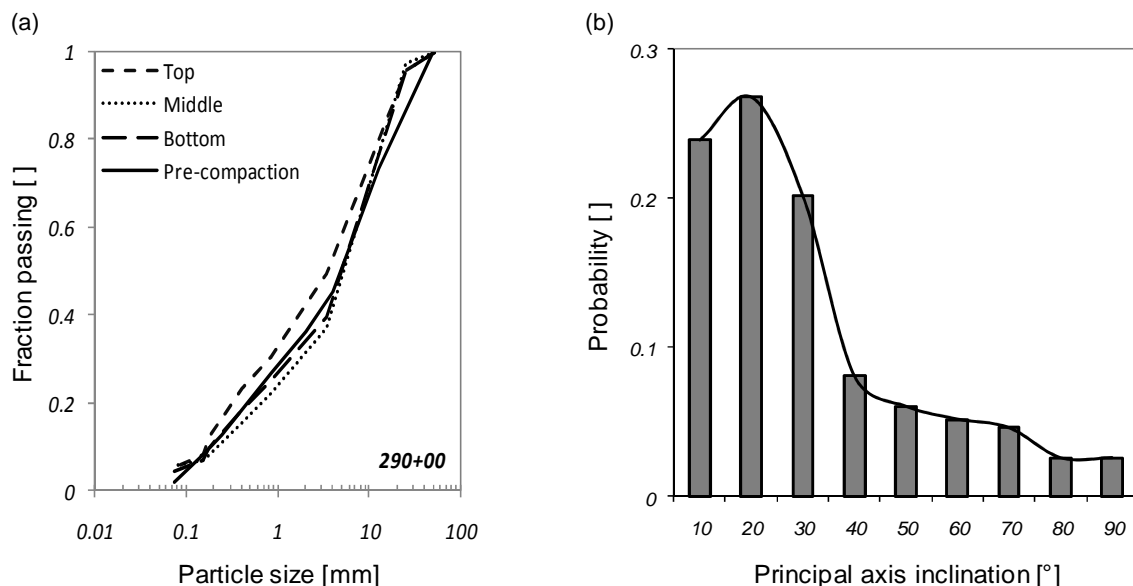 (a)
1
0.8
0.6
0.4
0.2
0
0.01
0.1
1
10
100
Fraction passing [ ]
Particle size [mm]
Top
Middle
Bottom
Pre-compaction
290+00
(b)
0.3
0.2
0.1
0
10 20 30 40 50 60 70 80 90
Probability [ ]
Principal axis inclination [°]